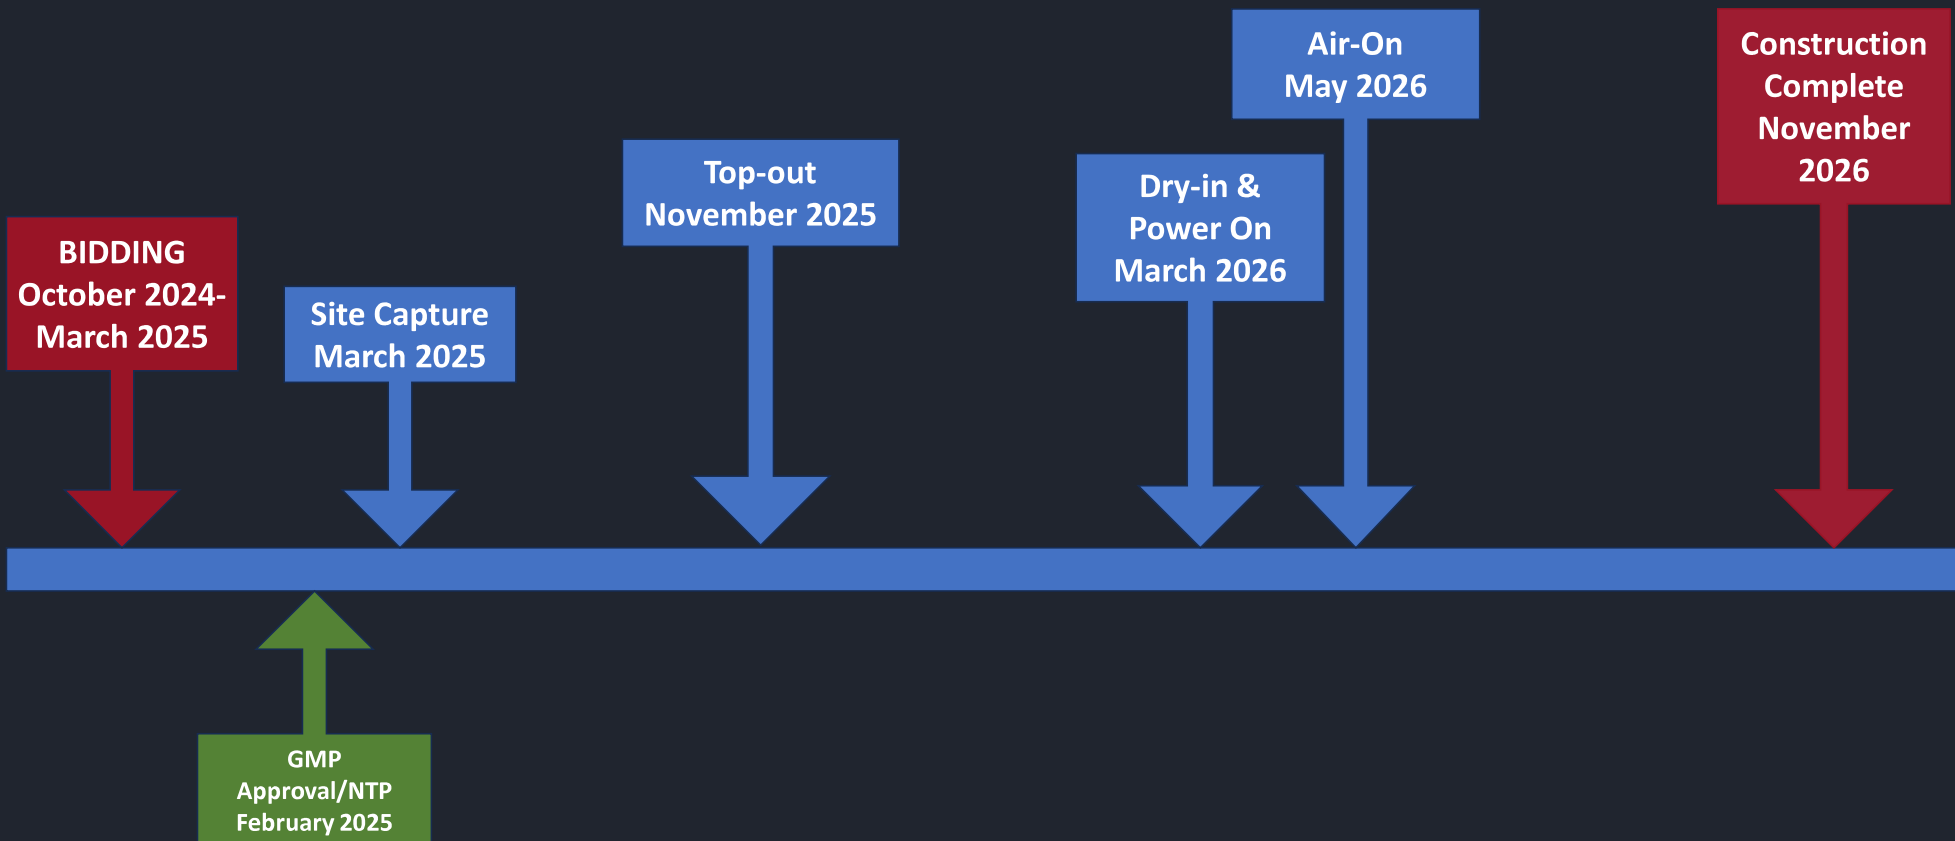 BIDDING
October 2024-
March 2025
Site Capture
March 2025
Top-out
November 2025
Dry-in &
Power On
March 2026
Air-On
May 2026
Construction
Complete
November
2026
GMP
Approval/NTP
February 2025